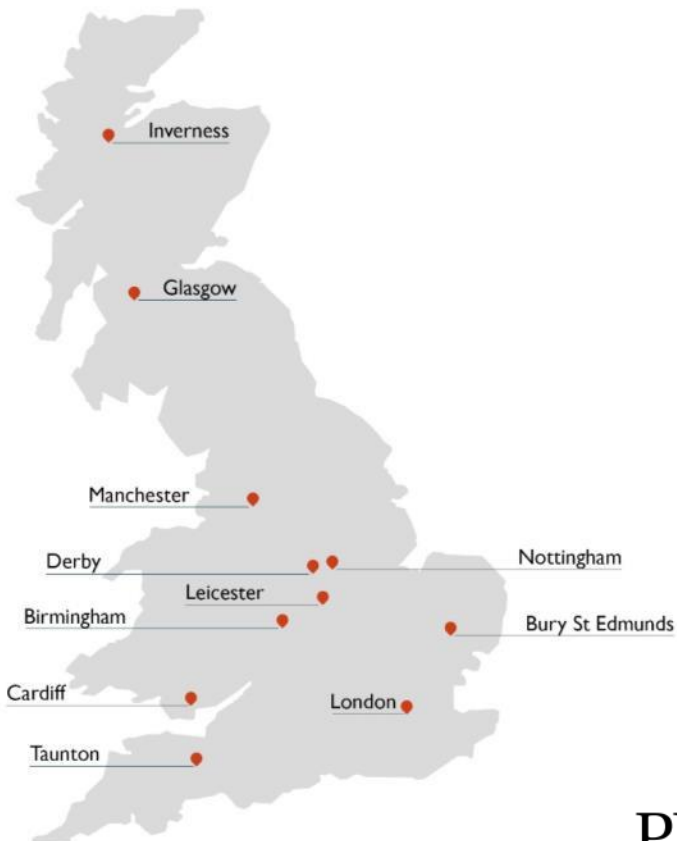 Inverness
Glasgow
Manchester
Derby
Nottingham
Leicester
Birmingham
Bury St Edmunds
Cardiff
London
Taunton